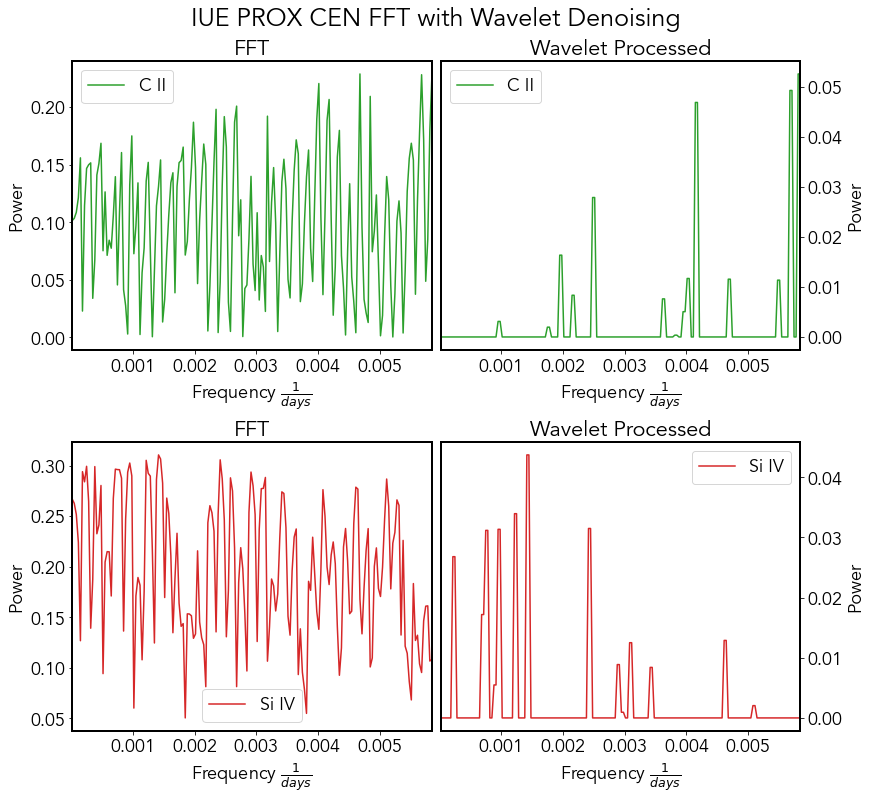 IUE PROX CEN FFT with Wavelet Denoising
FFT
Wavelet Processed
C II
C II
0.20
0.15
0.10
0.05
0.00
Power
0.05
0.04
0.03
0.02
0.01
0.00
Power
0.001 0.002 0.003 0.004 0.005
0.001 0.002 0.003 0.004 0.005
Frequency 1/days
Frequency 1/days
FFT
Wavelet Processed
Si IV
Si IV
0.30
0.25
0.20
0.15
0.10
0.05
Power
0.04
0.03
0.02
0.01
0.00
Power
0.001 0.002 0.003 0.004 0.005
0.001 0.002 0.003 0.004 0.005
Frequency 1/days
Frequency 1/days